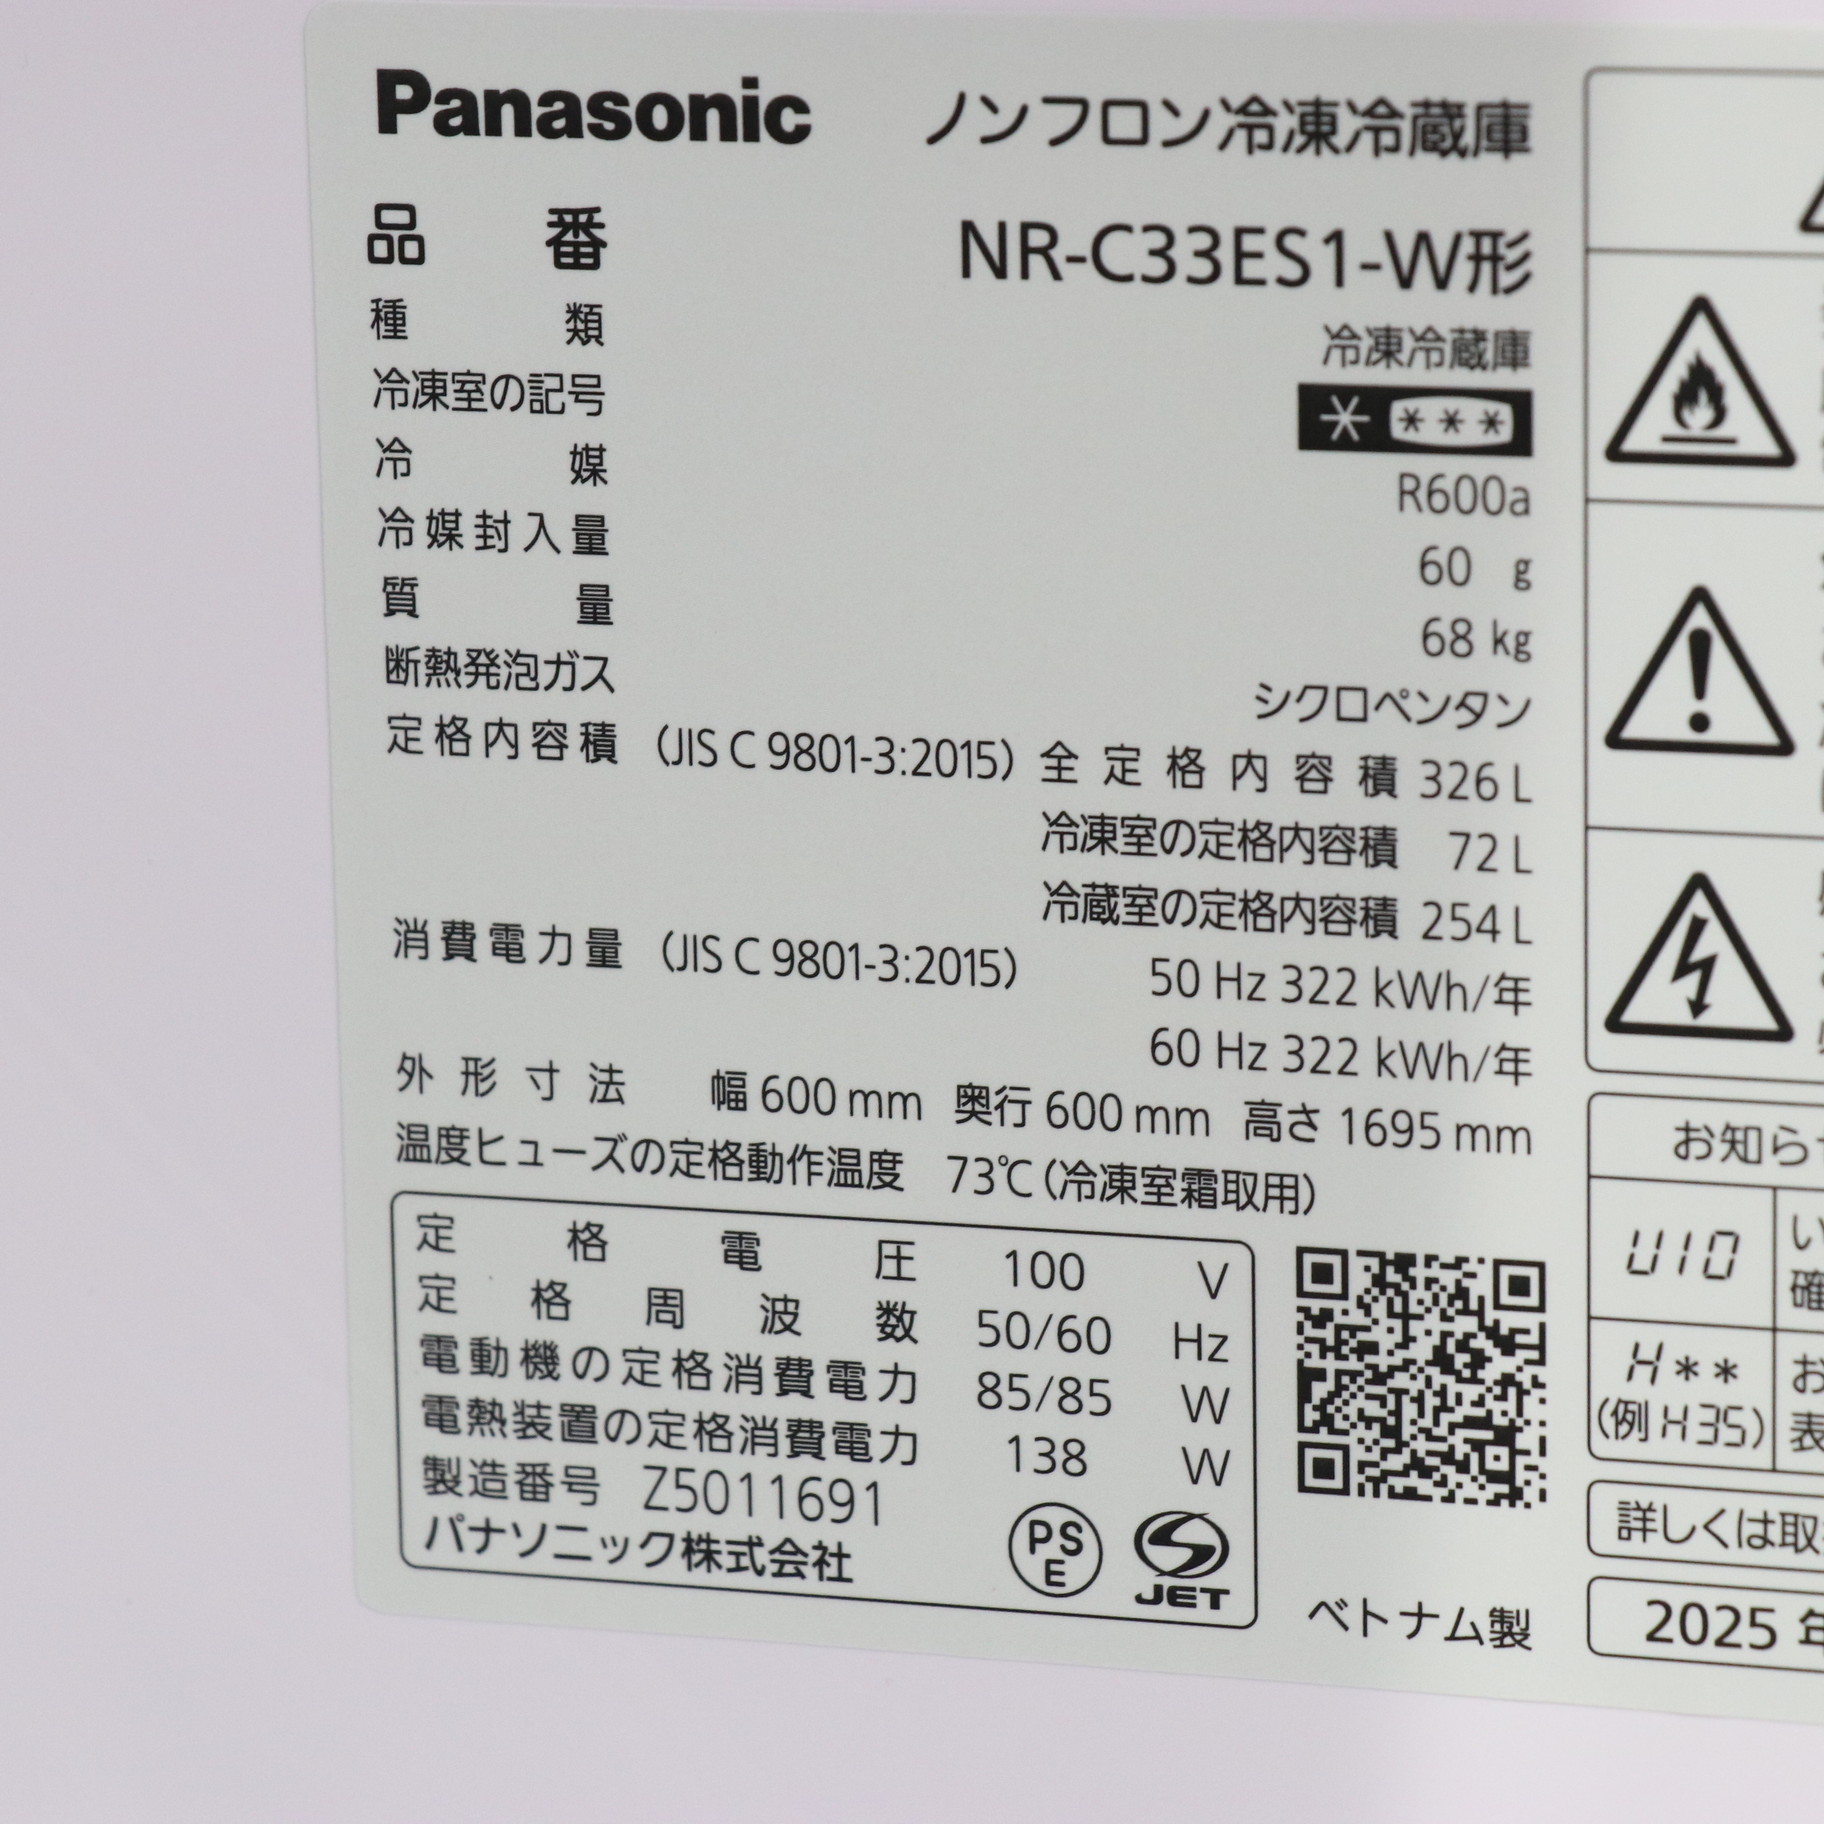 Panasonic ノンフロン冷凍冷蔵庫
品番 NR-C33ES1-W形
種類 冷凍冷蔵庫
冷凍室の記号 * ***
冷媒 R600a
冷媒封入量 60 g
質量 68 kg
断熱発泡ガス シクロペンタン
定格内容積 (JIS C 9801-3:2015) 全定格内容積 326 L
冷凍室の定格内容積 72 L
冷蔵室の定格内容積 254 L
消費電力量 (JIS C 9801-3:2015) 50 Hz 322 kWh/年
60 Hz 322 kWh/年
外形寸法 幅 600 mm 奥行 600 mm 高さ 1695 mm
温度ヒューズの定格動作温度 73℃(冷凍室霜取用)
定格電圧 100 V
定格周波数 50/60 Hz
電動機の定格消費電力 85/85 W
電熱装置の定格消費電力 138 W
製造番号 Z5011691
パナソニック株式会社
PS
E
JET
ベトナム製
お知ら
U10 い
確
H** お
(例 H35) 表
詳しくは取
2025 年